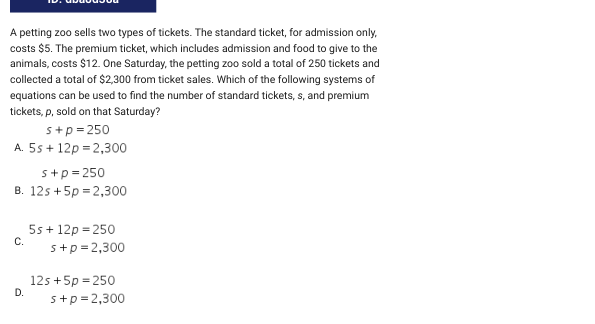 A petting zoo sells two types of tickets. The standard ticket, for admission only,
costs $5. The premium ticket, which includes admission and food to give to the
animals, costs $12. One Saturday, the petting zoo sold a total of 250 tickets and
collected a total of $2,300 from ticket sales. Which of the following systems of
equations can be used to find the number of standard tickets, s, and premium
tickets, p, sold on that Saturday?
s + p = 250
A. 5s + 12p = 2,300
s + p = 250
B. 12s + 5p = 2,300
5s + 12p = 250
C.
s + p = 2,300
12s + 5p = 250
D.
s + p = 2,300